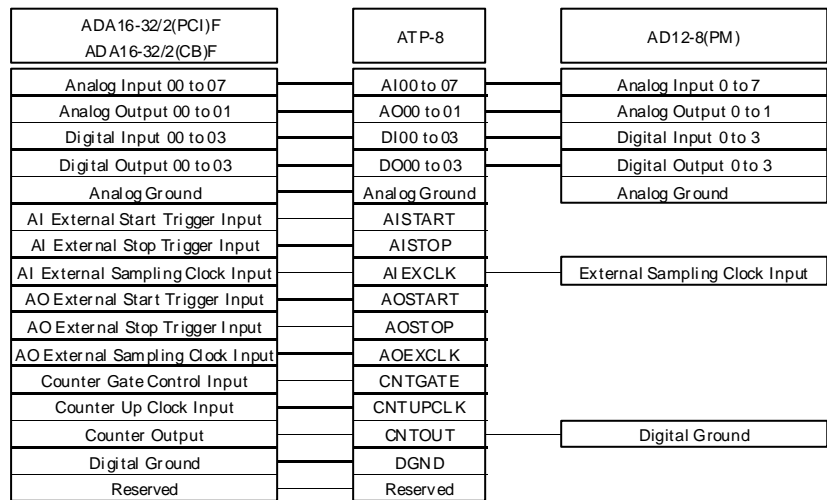 ADA16-32/2(PCI)F
ADA16-32/2(CB)F
ATP-8
AD12-8(PM)
Analog Input 00 to 07
AI00 to 07
Analog Input 0 to 7
Analog Output 00 to 01
AO00 to 01
Analog Output 0 to 1
Digital Input 00 to 03
DI00 to 03
Digital Input 0 to 3
Digital Output 00 to 03
DO00 to 03
Digital Output 0 to 3
Analog Ground
Analog Ground
Analog Ground
AI External Start Trigger Input
AISTART
AI External Stop Trigger Input
AISTOP
AI External Sampling Clock Input
AIEXCLK
External Sampling Clock Input
AO External Start Trigger Input
AOSTART
AO External Stop Trigger Input
AOSTOP
AO External Sampling Clock Input
AOEXCLK
Counter Gate Control Input
CNTGATE
Counter Up Clock Input
CNTUPCLK
Counter Output
CNTOUT
Digital Ground
Digital Ground
DGND
Reserved
Reserved